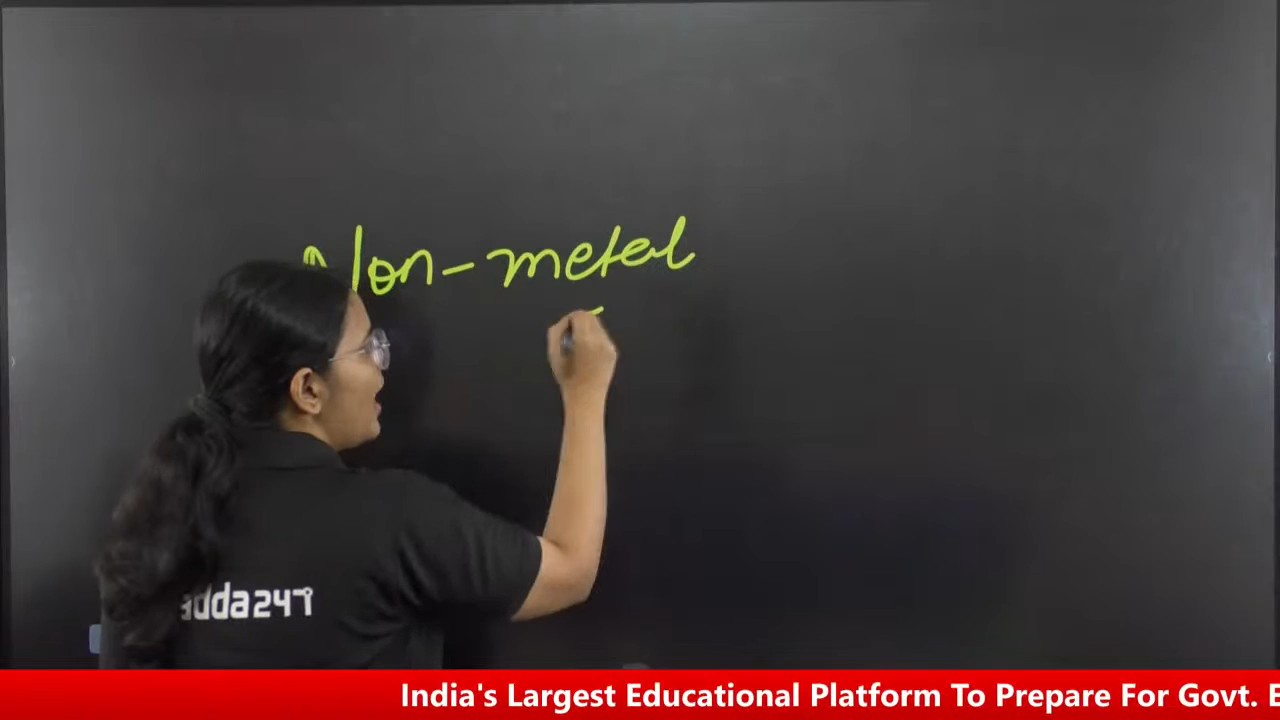 Non-metal
adda247
India's Largest Educational Platform To Prepare For Govt.